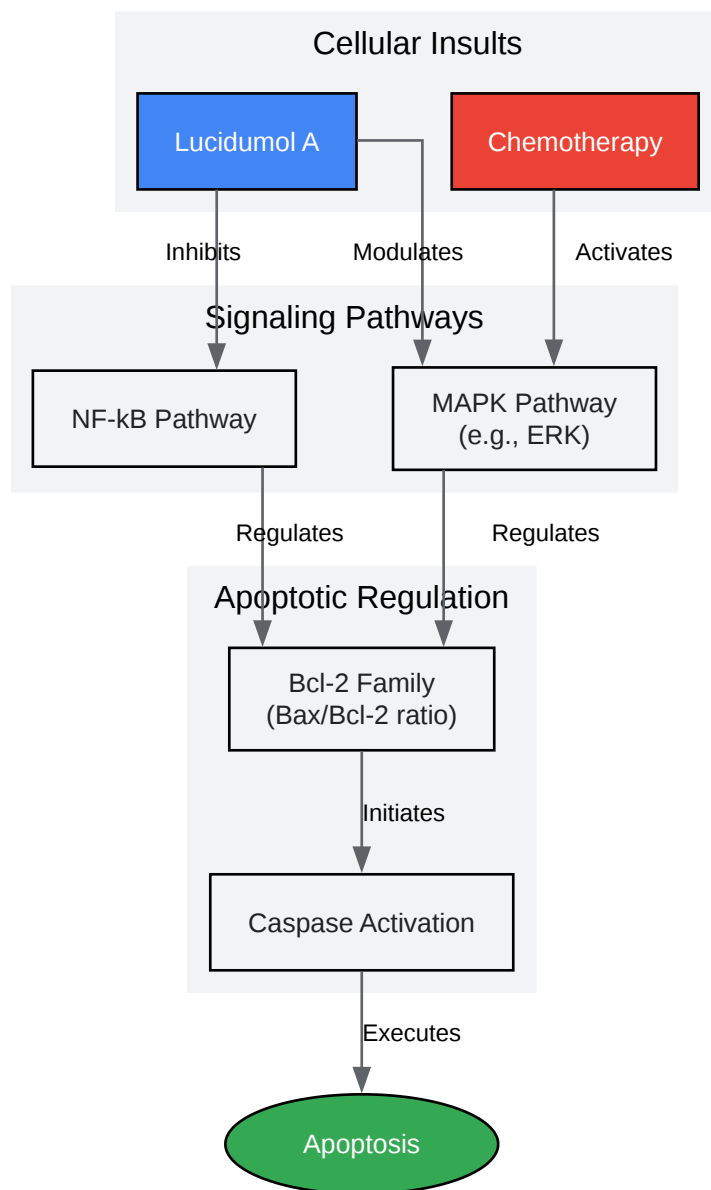 Cellular Insults
Lucidumol A
Chemotherapy
Inhibits
Modulates
Activates
Signaling Pathways
NF-kB Pathway
MAPK Pathway
(e.g., ERK)
Regulates
Regulates
Apoptotic Regulation
Bcl-2 Family
(Bax/Bcl-2 ratio)
Initiates
Caspase Activation
Executes
Apoptosis